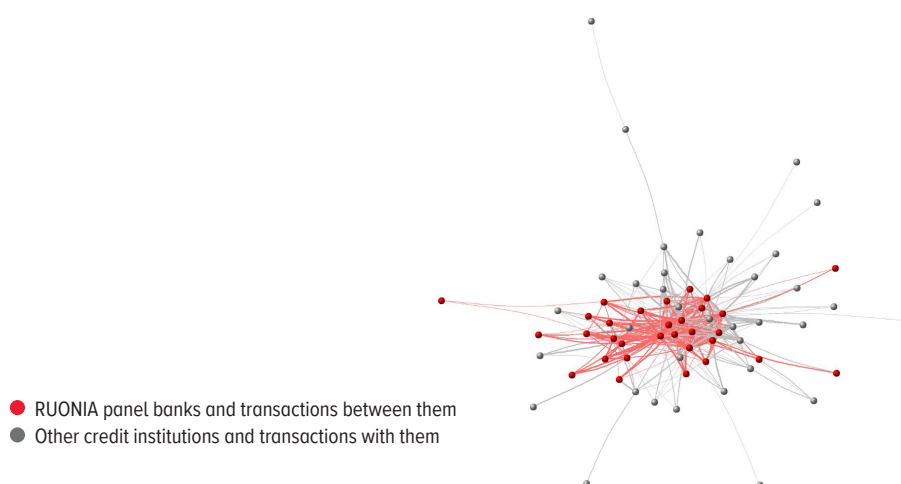 RUONIA panel banks and transactions between them
Other credit institutions and transactions with them